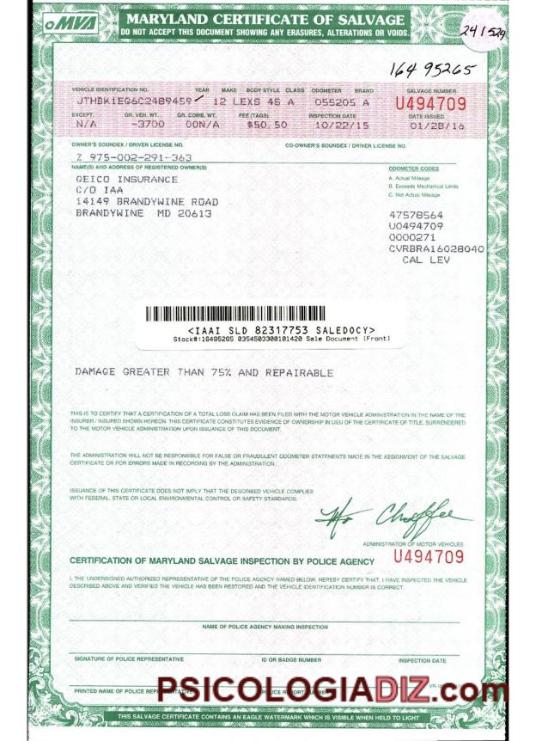 MVA
MARYLAND CERTIFICATE OF SALVAGE
DO NOT ACCEPT THIS DOCUMENT SHOWING ANY ERASURES, ALTERATIONS OR VOIDS.
241529
164 95265
VEHICLE IDENTIFICATION NO. YEAR MAKE BODY STYLE CLASS ODOMETER BRAND SALVAGE NUMBER
JTHBK1EG6C2489459 12 LEXS 4S A 055205 A U494709
EXCEPT. GR. VEH. WT. GR. COMB. WT. FEE (TAGS) INSPECTION DATE DATE ISSUED
N/A -3700 00N/A $50.50 10/22/15 01/28/16
OWNER'S SOUNDEX / DRIVER LICENSE NO. CO-OWNER'S SOUNDEX / DRIVER LICENSE NO.
Z 975-002-291-363
NAME(S) AND ADDRESS OF REGISTERED OWNER(S)
GEICO INSURANCE
C/O IAA
14149 BRANDYWINE ROAD
BRANDYWINE MD 20613
ODOMETER CODES
A. Actual Mileage
B. Exceeds Mechanical Limits
C. Not Actual Mileage
47578564
U0494709
0000271
CVRBRA16028040
CAL LEV
<IAAI SLD 82317753 SALEDOCY>
Stock#:16495265 0354503300101420 Sale Document (Front)
DAMAGE GREATER THAN 75% AND REPAIRABLE
THIS IS TO CERTIFY THAT A CERTIFICATION OF A TOTAL LOSS CLAIM HAS BEEN FILED WITH THE MOTOR VEHICLE ADMINISTRATION IN THE NAME OF THE
INSURER / INSURED SHOWN HEREON. THIS CERTIFICATE CONSTITUTES EVIDENCE OF OWNERSHIP IN LIEU OF THE CERTIFICATE OF TITLE, SURRENDERED
TO THE MOTOR VEHICLE ADMINISTRATION UPON ISSUANCE OF THIS DOCUMENT.
THE ADMINISTRATION WILL NOT BE RESPONSIBLE FOR FALSE OR FRAUDULENT ODOMETER STATEMENTS MADE IN THE ASSIGNMENT OF THE SALVAGE
CERTIFICATE OR FOR ERRORS MADE IN RECORDING BY THE ADMINISTRATION.
ISSUANCE OF THIS CERTIFICATE DOES NOT IMPLY THAT THE DESCRIBED VEHICLE COMPLIES
WITH FEDERAL, STATE OR LOCAL ENVIRONMENTAL CONTROL OR SAFETY STANDARDS.
ADMINISTRATOR OF MOTOR VEHICLES
CERTIFICATION OF MARYLAND SALVAGE INSPECTION BY POLICE AGENCY U494709
I, THE UNDERSIGNED AUTHORIZED REPRESENTATIVE OF THE POLICE AGENCY NAMED BELOW, HEREBY CERTIFY THAT, I HAVE INSPECTED THE VEHICLE
DESCRIBED ABOVE AND VERIFIED THE VEHICLE HAS BEEN RESTORED AND THE VEHICLE IDENTIFICATION NUMBER IS CORRECT.
NAME OF POLICE AGENCY MAKING INSPECTION
SIGNATURE OF POLICE REPRESENTATIVE ID OR BADGE NUMBER INSPECTION DATE
PRINTED NAME OF POLICE
PSICOLOGIADIZ.com
THIS SALVAGE CERTIFICATE CONTAINS AN EAGLE WATERMARK WHICH IS VISIBLE WHEN HELD TO LIGHT